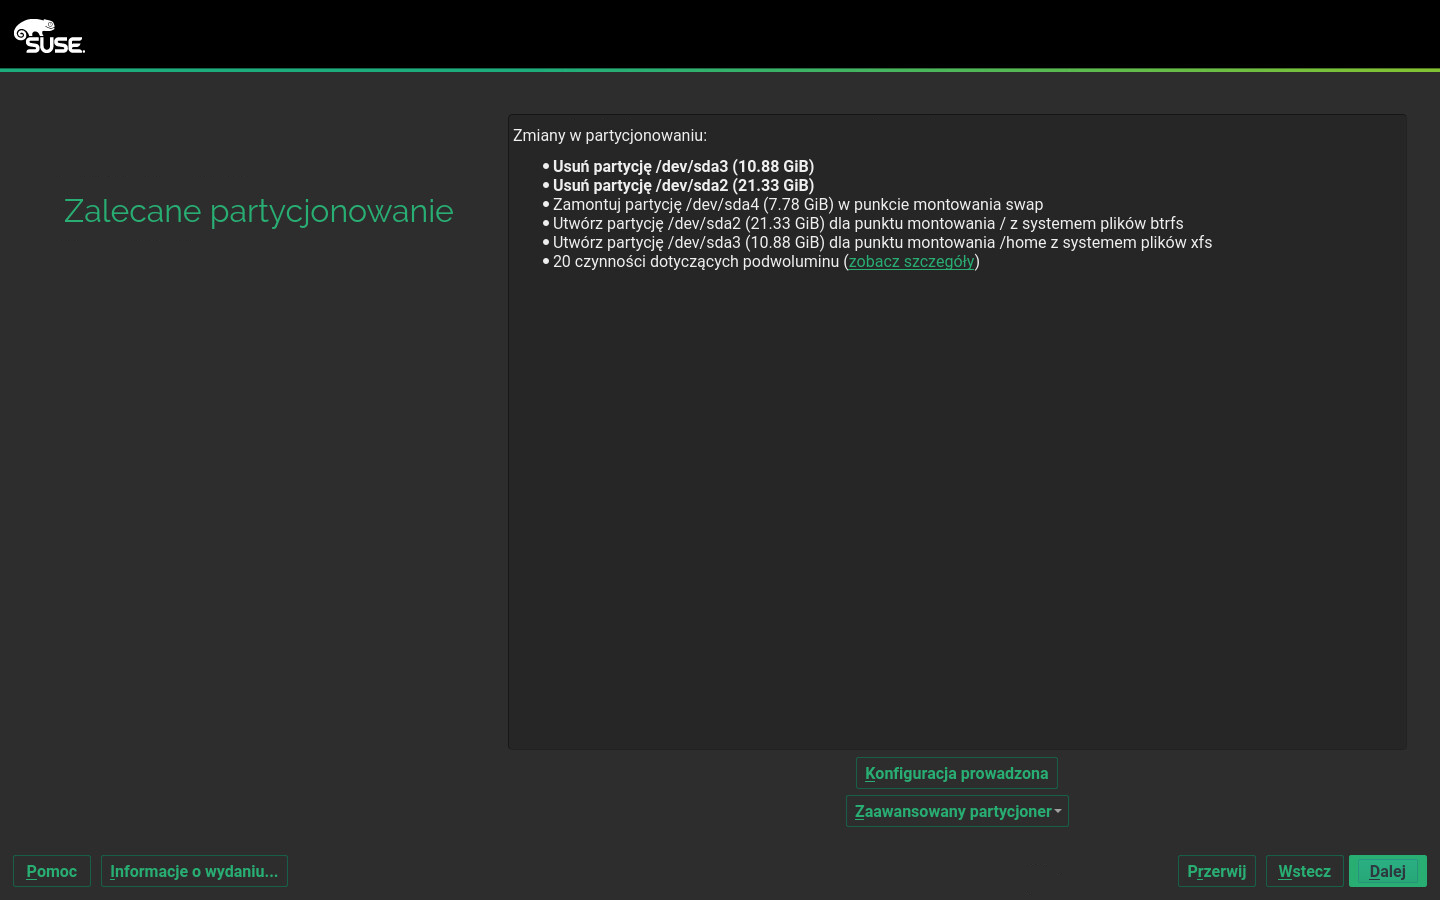 SUSE
Zalecane partycjonowanie
Zmiany w partycjonowaniu:
• Usuń partycję /dev/sda3 (10.88 GiB)
• Usuń partycję /dev/sda2 (21.33 GiB)
• Zamontuj partycję /dev/sda4 (7.78 GiB) w punkcie montowania swap
• Utwórz partycję /dev/sda2 (21.33 GiB) dla punktu montowania / z systemem plików btrfs
• Utwórz partycję /dev/sda3 (10.88 GiB) dla punktu montowania /home z systemem plików xfs
• 20 czynności dotyczących podwoluminu (zobacz szczegóły)
Konfiguracja prowadzona
Zaawansowany partycjoner
Pomoc
Informacje o wydaniu...
Przerwij
Wstecz
Dalej